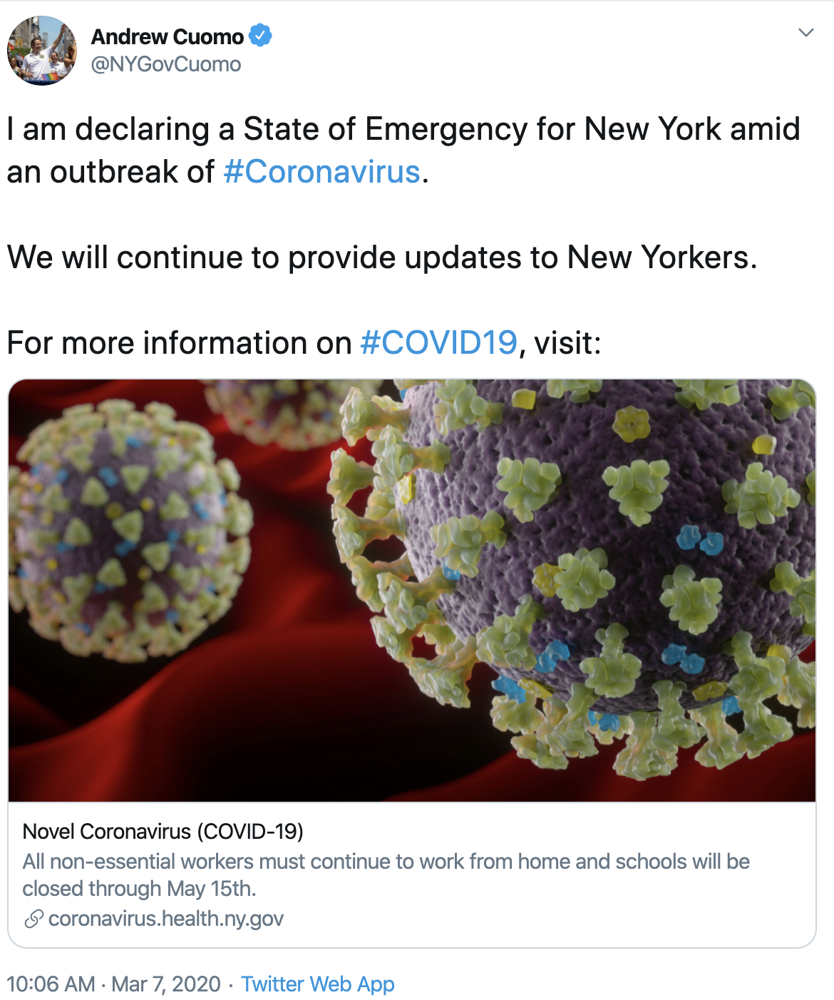 Andrew Cuomo
@NYGovCuomo
I am declaring a State of Emergency for New York amid
an outbreak of #Coronavirus.
We will continue to provide updates to New Yorkers.
For more information on #COVID19, visit:
Novel Coronavirus (COVID-19)
All non-essential workers must continue to work from home and schools will be
closed through May 15th.
coronavirus.health.ny.gov
10:06 AM · Mar 7, 2020 · Twitter Web App